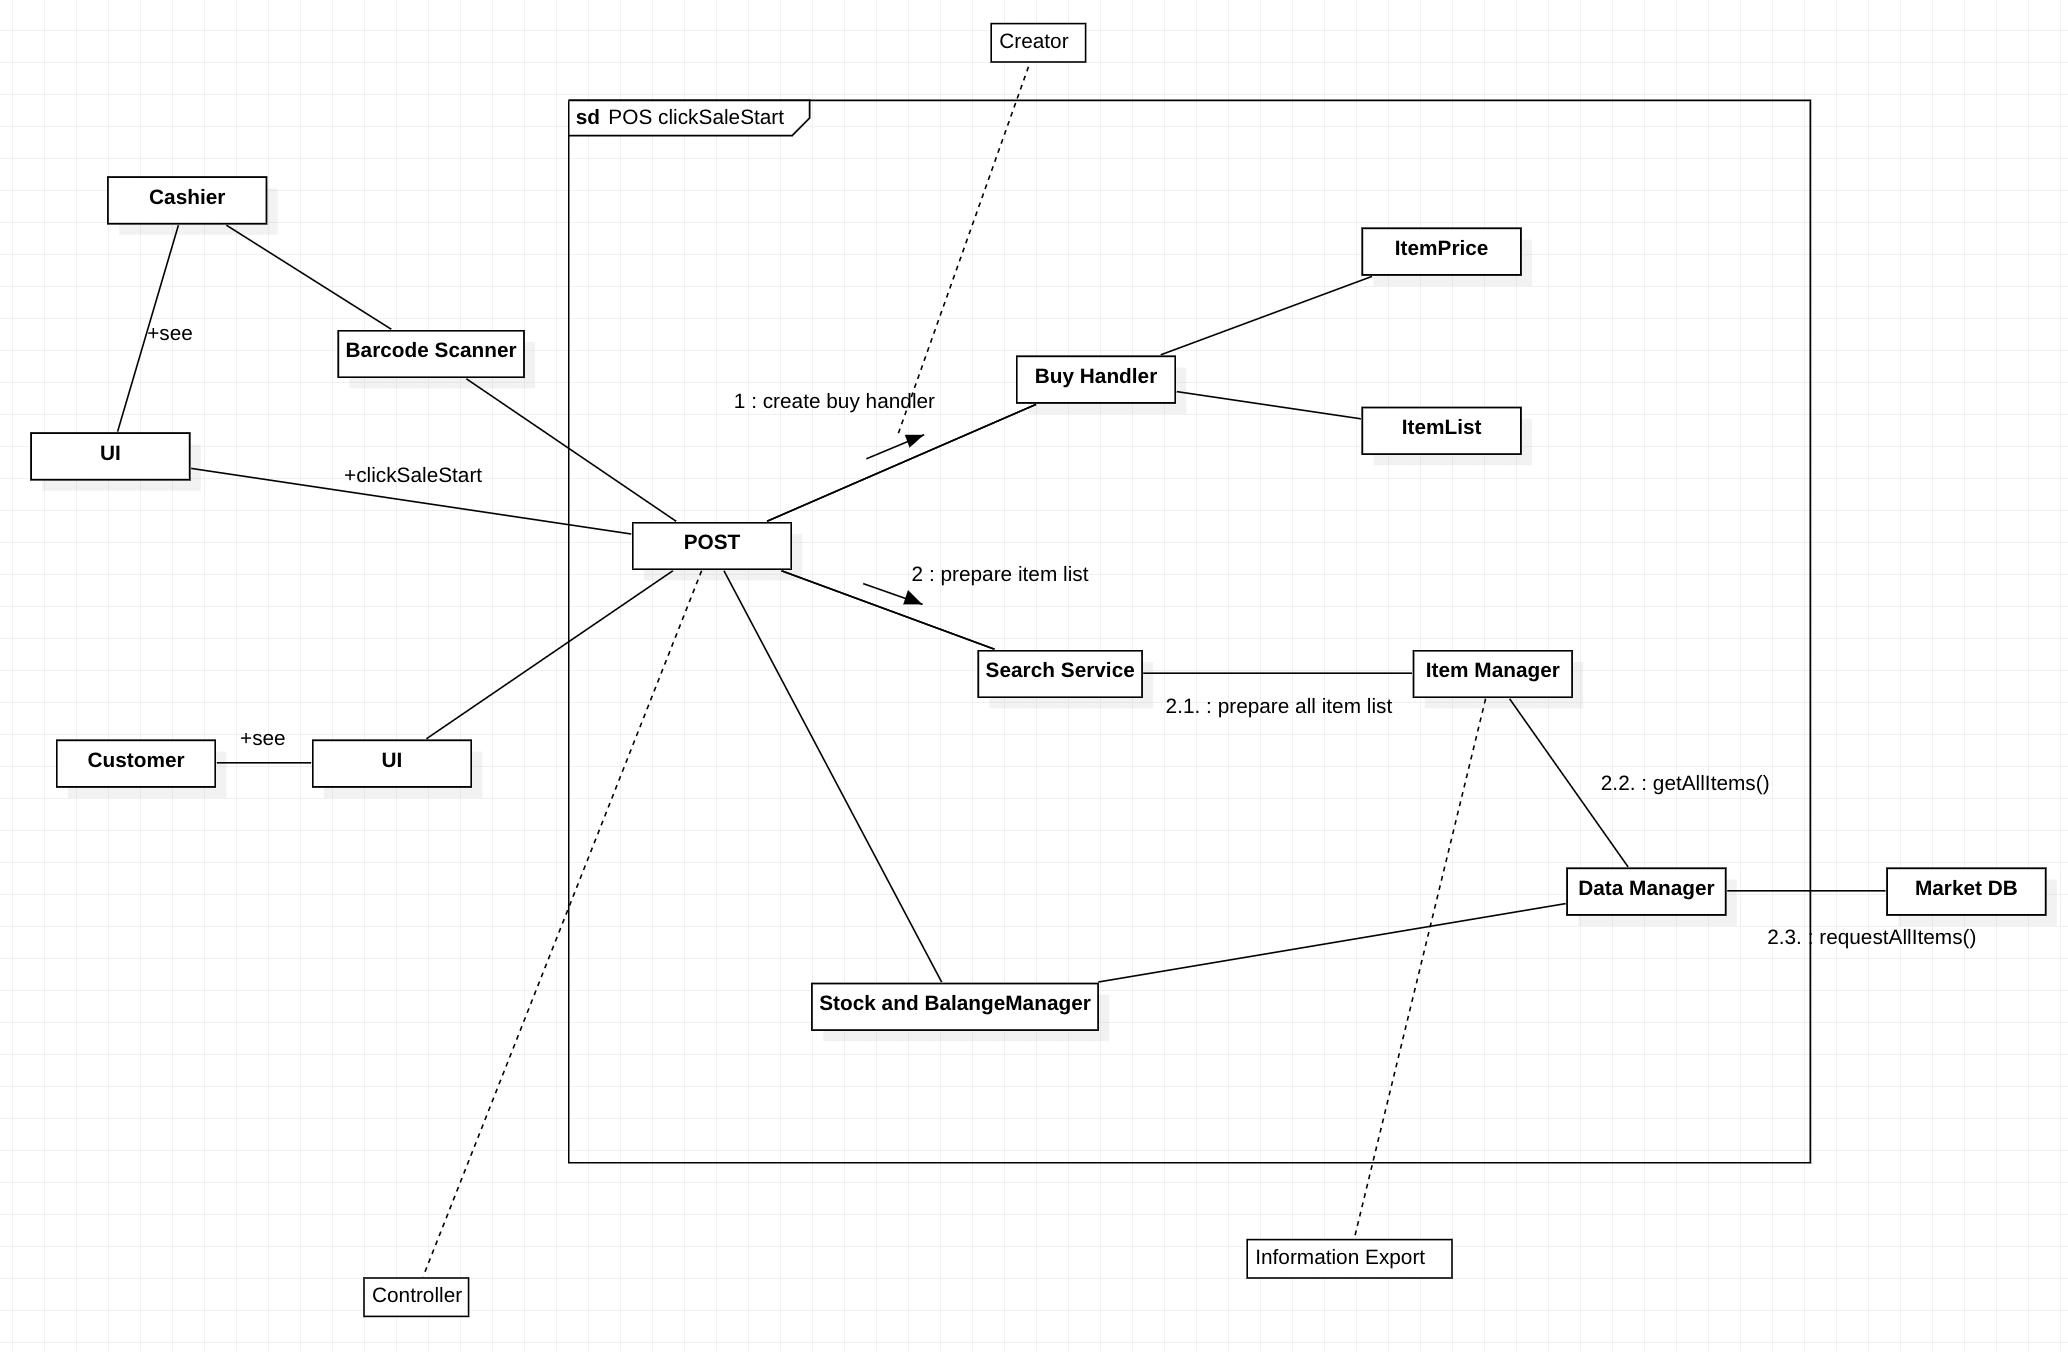 Creator
sd POS clickSaleStart
Cashier
ItemPrice
+see
Barcode Scanner
Buy Handler
1 : create buy handler
ItemList
UI
+clickSaleStart
POST
2 : prepare item list
Search Service
Item Manager
2.1. : prepare all item list
+see
Customer
UI
2.2. : getAllItems()
Data Manager
Market DB
2.3. : requestAllItems()
Stock and BalangeManager
Information Export
Controller